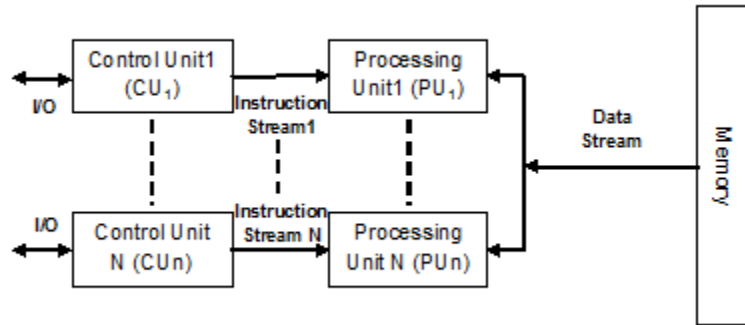 Control Unit1
(CU₁)
I/O
Instruction
Stream1
Processing
Unit1 (PU₁)
Data
Stream
Memory
I/O
Control Unit
N (CUn)
Instruction
Stream N
Processing
Unit N (PUn)